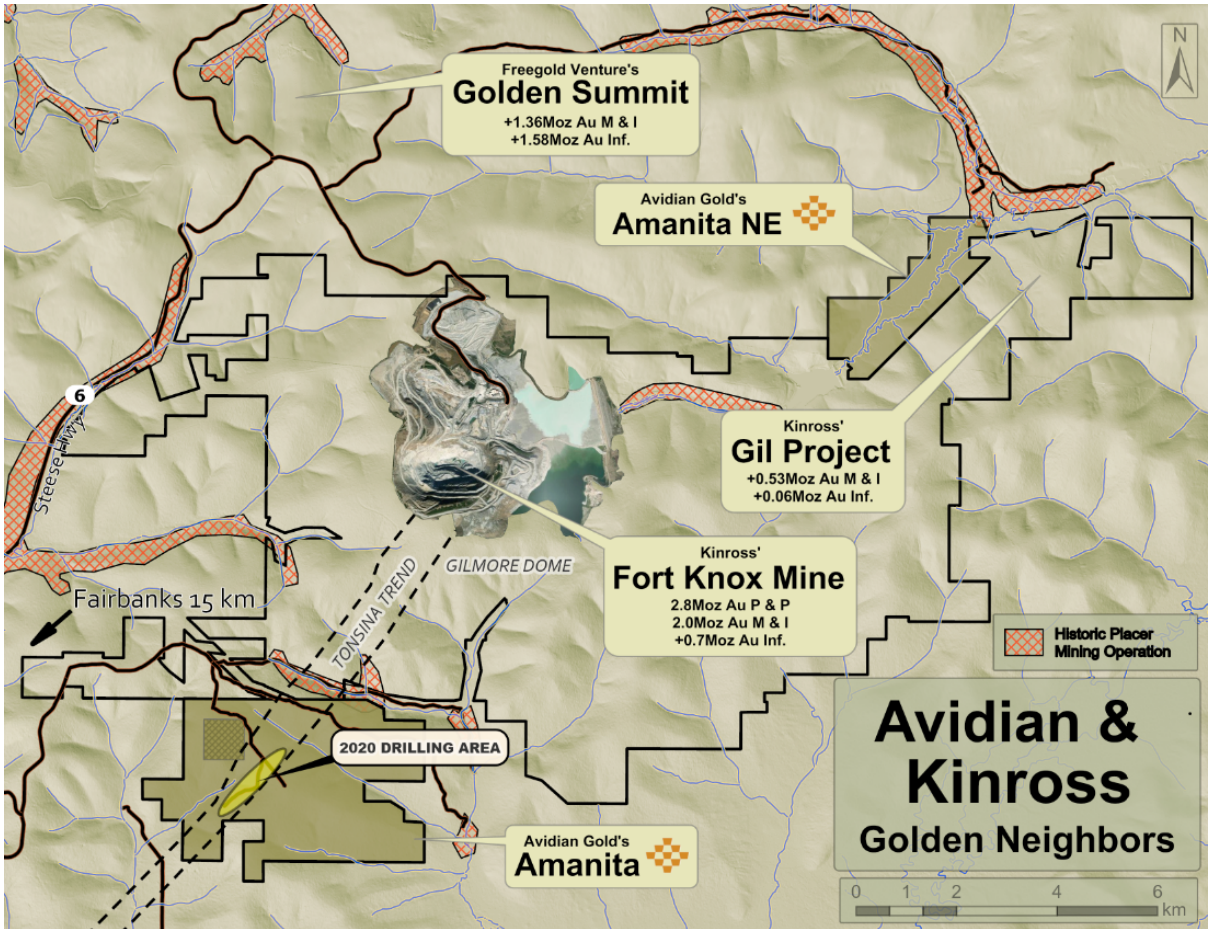 N
Freegold Venture's
Golden Summit
+1.36Moz Au M & I
+1.58Moz Au Inf.
Avidian Gold's
Amanita NE
6
Steese Hwy
Kinross'
Gil Project
+0.53Moz Au M & I
+0.06Moz Au Inf.
Kinross'
Fort Knox Mine
2.8Moz Au P & P
2.0Moz Au M & I
+0.7Moz Au Inf.
GILMORE DOME
TONSINA TREND
Fairbanks 15 km
Historic Placer
Mining Operation
2020 DRILLING AREA
Avidian &
Kinross
Golden Neighbors
Avidian Gold's
Amanita
0 1 2 4 6
km